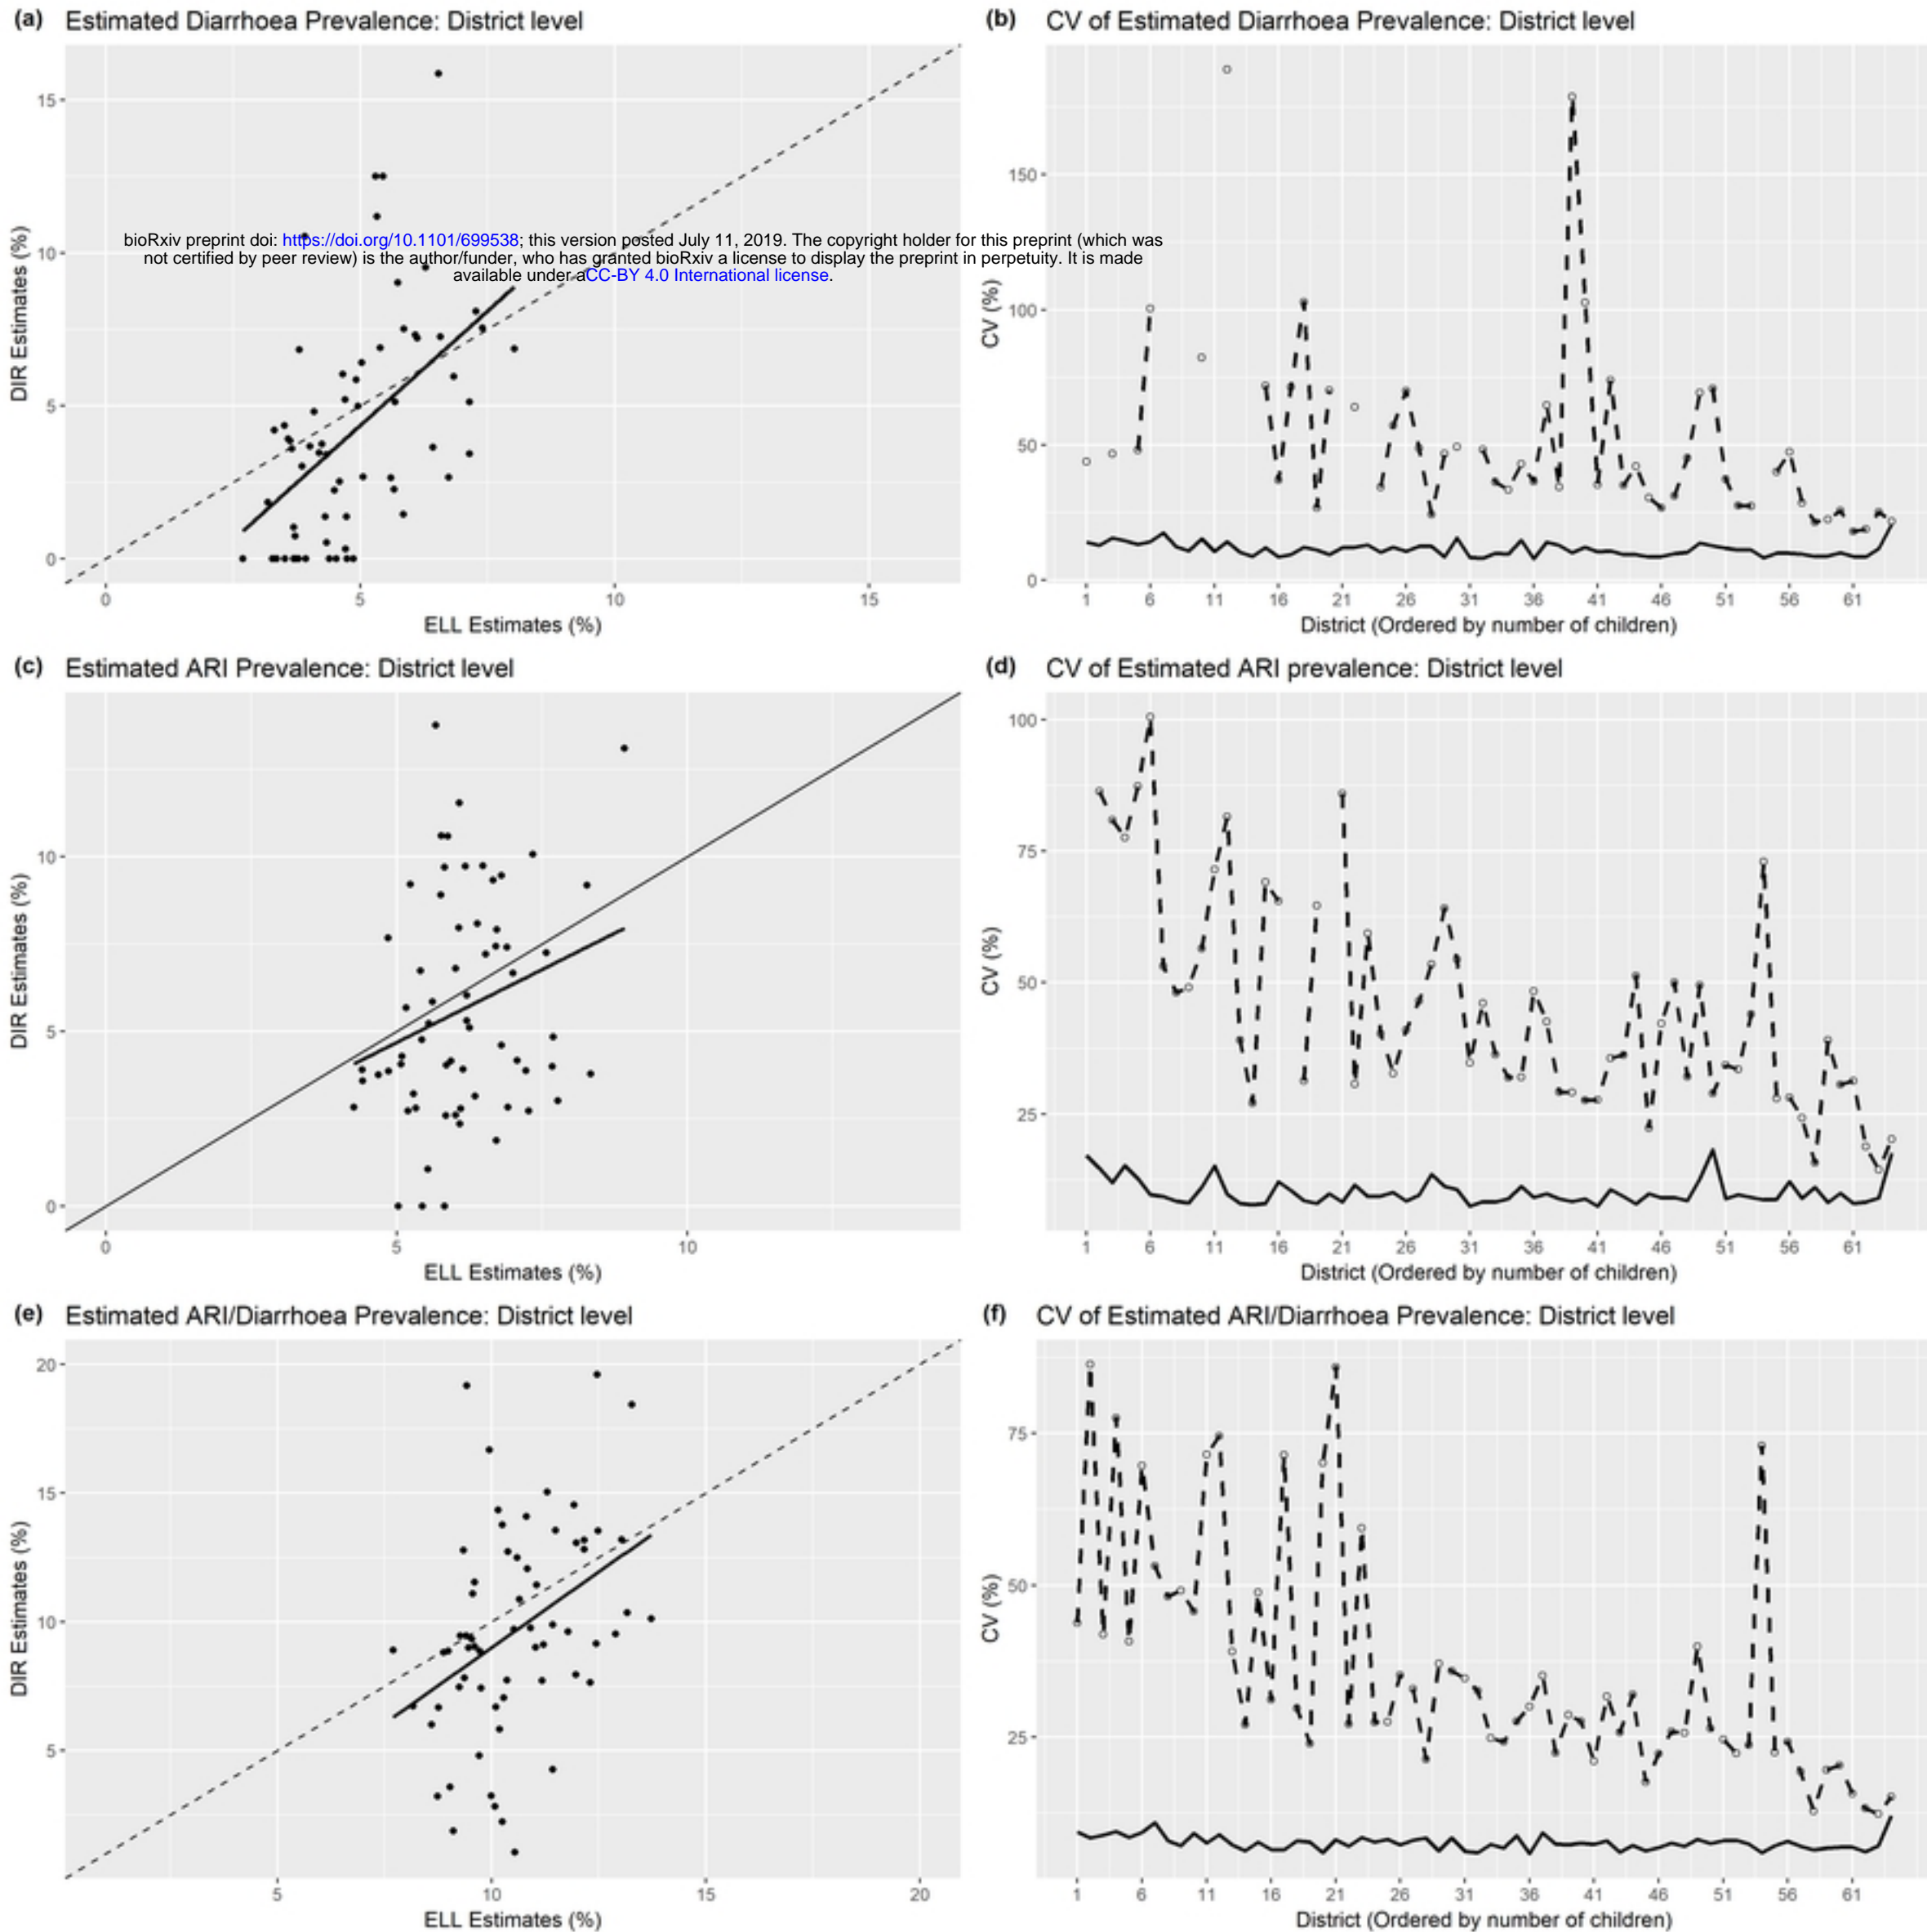 (a) Estimated Diarrhoea Prevalence: District level
15
10
5
0
DIR Estimates (%)
0 5 10 15
ELL Estimates (%)
(b) CV of Estimated Diarrhoea Prevalence: District level
150
100
50
0
CV (%)
1 6 11 16 21 26 31 36 41 46 51 56 61
District (Ordered by number of children)
bioRxiv preprint doi: https://doi.org/10.1101/699538; this version posted July 11, 2019. The copyright holder for this preprint (which was
not certified by peer review) is the author/funder, who has granted bioRxiv a license to display the preprint in perpetuity. It is made
available under aCC-BY 4.0 International license.
(c) Estimated ARI Prevalence: District level
10
5
0
DIR Estimates (%)
0 5 10
ELL Estimates (%)
(d) CV of Estimated ARI prevalence: District level
100
75
50
25
CV (%)
1 6 11 16 21 26 31 36 41 46 51 56 61
District (Ordered by number of children)
(e) Estimated ARI/Diarrhoea Prevalence: District level
20
15
10
5
DIR Estimates (%)
5 10 15 20
ELL Estimates (%)
(f) CV of Estimated ARI/Diarrhoea Prevalence: District level
75
50
25
CV (%)
1 6 11 16 21 26 31 36 41 46 51 56 61
District (Ordered by number of children)